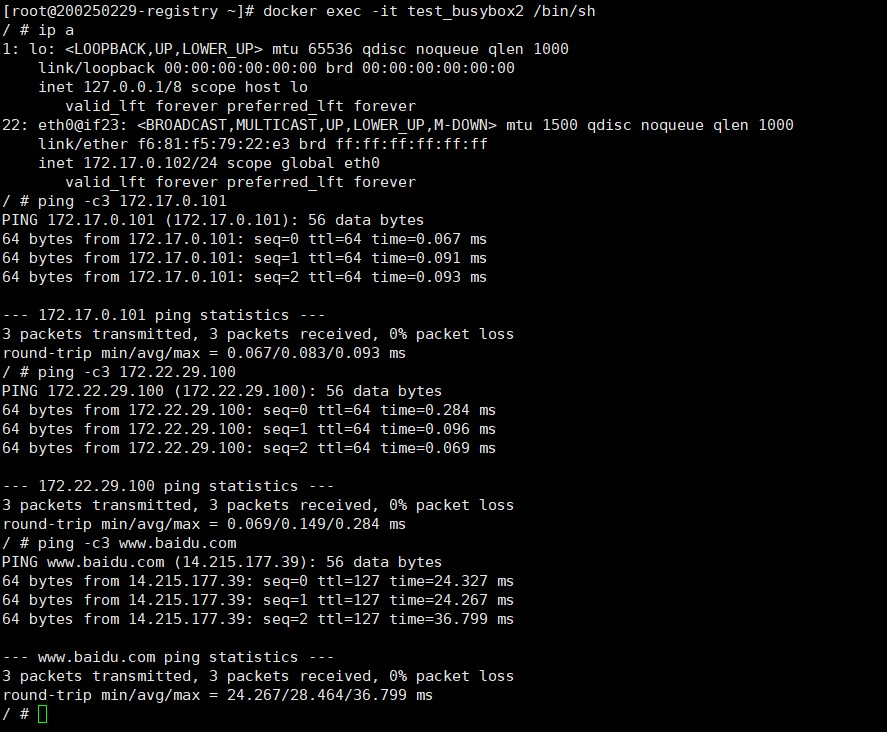 [root@200250229-registry ~]# docker exec -it test_busybox2 /bin/sh
/ # ip a
1: lo: <LOOPBACK,UP,LOWER_UP> mtu 65536 qdisc noqueue qlen 1000
    link/loopback 00:00:00:00:00:00 brd 00:00:00:00:00:00
    inet 127.0.0.1/8 scope host lo
       valid_lft forever preferred_lft forever
22: eth0@if23: <BROADCAST,MULTICAST,UP,LOWER_UP,M-DOWN> mtu 1500 qdisc noqueue qlen 1000
    link/ether f6:81:f5:79:22:e3 brd ff:ff:ff:ff:ff:ff
    inet 172.17.0.102/24 scope global eth0
       valid_lft forever preferred_lft forever
/ # ping -c3 172.17.0.101
PING 172.17.0.101 (172.17.0.101): 56 data bytes
64 bytes from 172.17.0.101: seq=0 ttl=64 time=0.067 ms
64 bytes from 172.17.0.101: seq=1 ttl=64 time=0.091 ms
64 bytes from 172.17.0.101: seq=2 ttl=64 time=0.093 ms

--- 172.17.0.101 ping statistics ---
3 packets transmitted, 3 packets received, 0% packet loss
round-trip min/avg/max = 0.067/0.083/0.093 ms
/ # ping -c3 172.22.29.100
PING 172.22.29.100 (172.22.29.100): 56 data bytes
64 bytes from 172.22.29.100: seq=0 ttl=64 time=0.284 ms
64 bytes from 172.22.29.100: seq=1 ttl=64 time=0.096 ms
64 bytes from 172.22.29.100: seq=2 ttl=64 time=0.069 ms

--- 172.22.29.100 ping statistics ---
3 packets transmitted, 3 packets received, 0% packet loss
round-trip min/avg/max = 0.069/0.149/0.284 ms
/ # ping -c3 www.baidu.com
PING www.baidu.com (14.215.177.39): 56 data bytes
64 bytes from 14.215.177.39: seq=0 ttl=127 time=24.327 ms
64 bytes from 14.215.177.39: seq=1 ttl=127 time=24.267 ms
64 bytes from 14.215.177.39: seq=2 ttl=127 time=36.799 ms

--- www.baidu.com ping statistics ---
3 packets transmitted, 3 packets received, 0% packet loss
round-trip min/avg/max = 24.267/28.464/36.799 ms
/ #